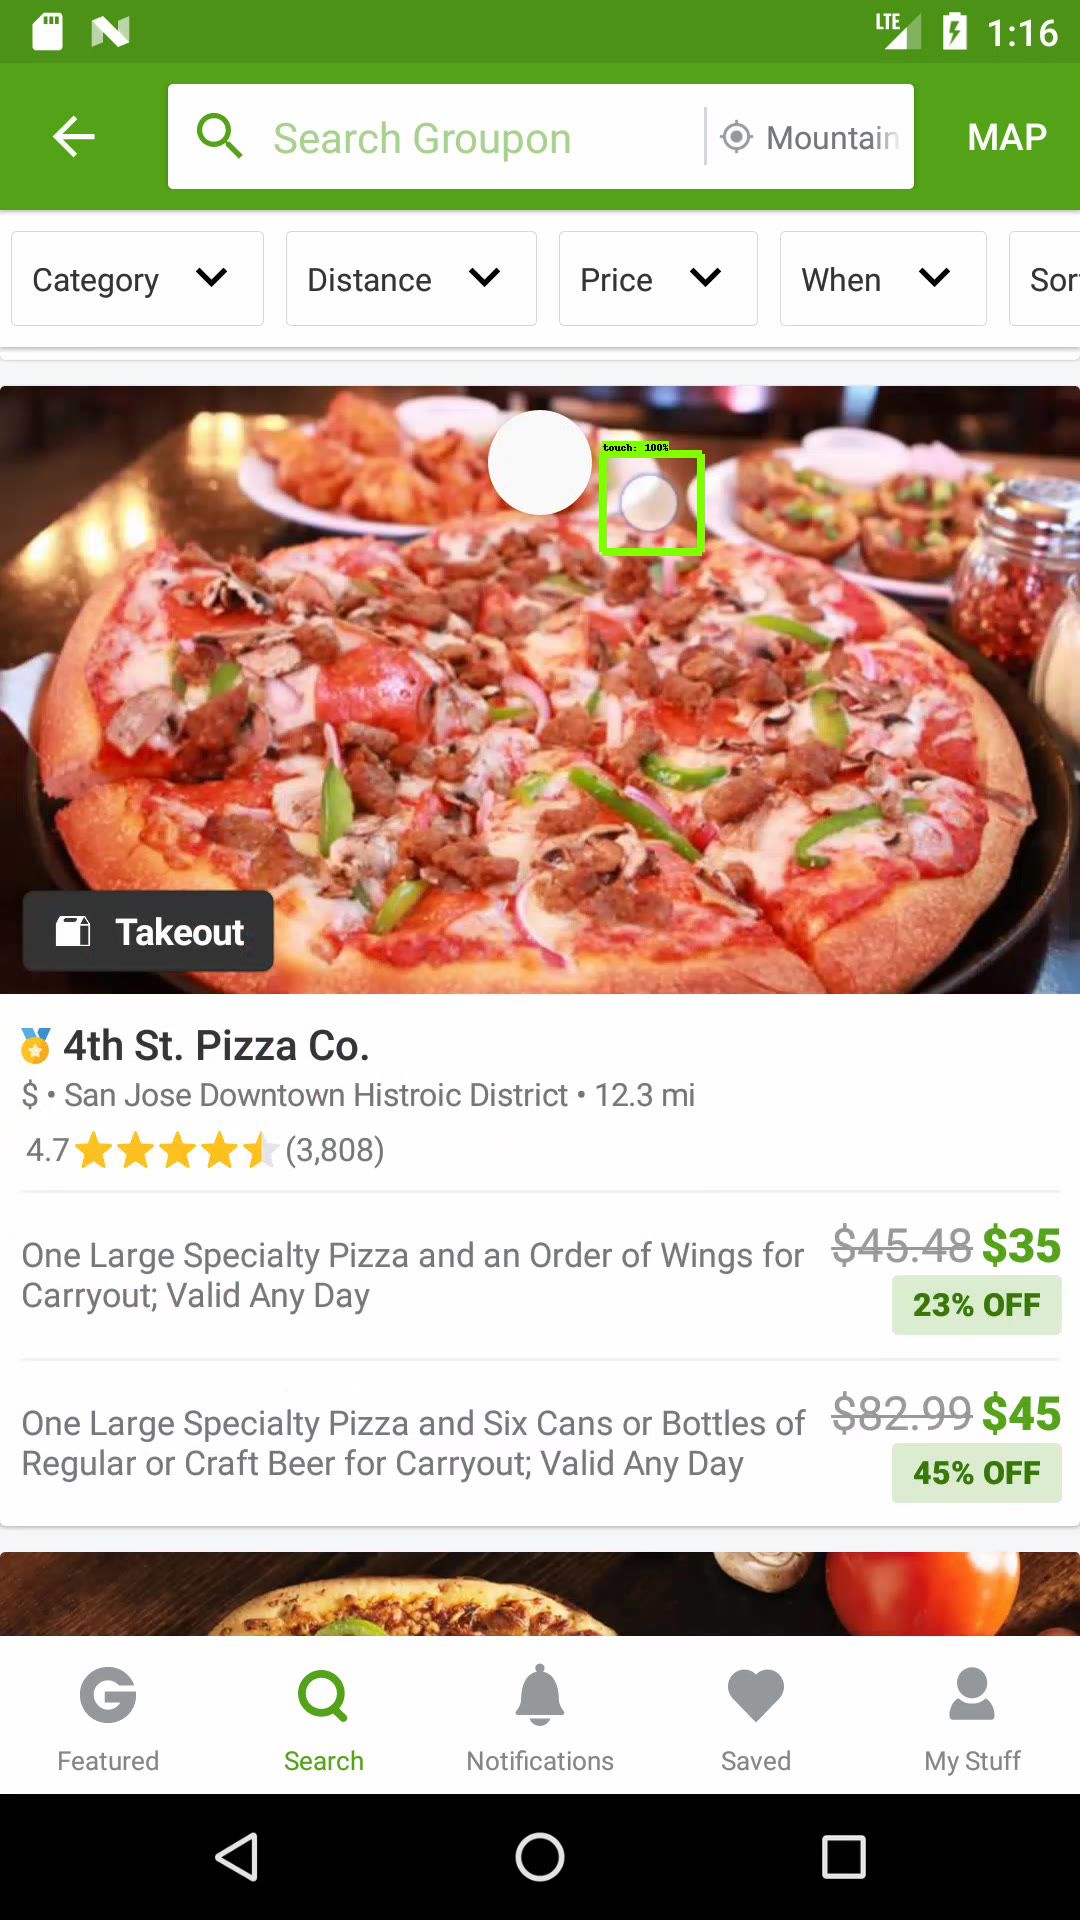 LTE 1:16
Search Groupon Mountain MAP
Category Distance Price When Sor
touch: 100%
Takeout
4th St. Pizza Co.
$ • San Jose Downtown Histroic District • 12.3 mi
4.7 (3,808)
One Large Specialty Pizza and an Order of Wings for
Carryout; Valid Any Day
$45.48 $35
23% OFF
One Large Specialty Pizza and Six Cans or Bottles of
Regular or Craft Beer for Carryout; Valid Any Day
$82.99 $45
45% OFF
Featured Search Notifications Saved My Stuff